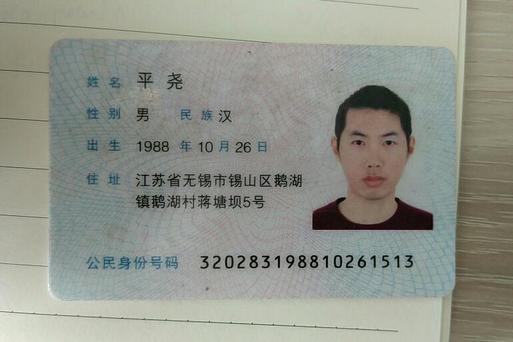 姓名 平尧
性别 男 民族 汉
出生 1988 年 10 月 26 日
住址 江苏省无锡市锡山区鹅湖
镇鹅湖村蒋塘坝5号
公民身份号码 320283198810261513